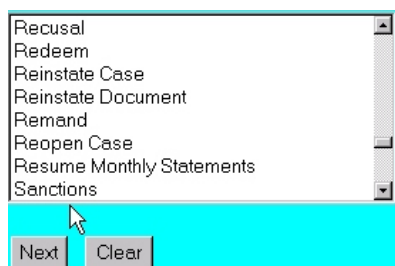 Recusal
Redeem
Reinstate Case
Reinstate Document
Remand
Reopen Case
Resume Monthly Statements
Sanctions
Next Clear